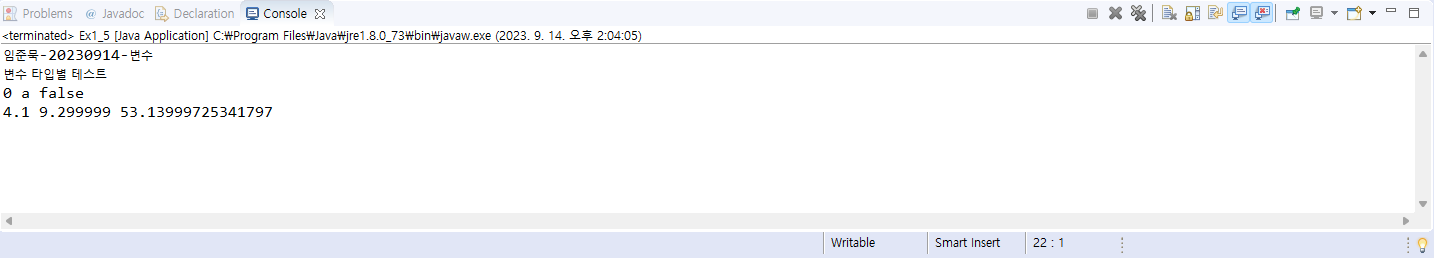 Problems @ Javadoc Declaration Console
<terminated> Ex1_5 [Java Application] C:₩Program Files₩Java₩jre1.8.0_73₩bin₩javaw.exe (2023. 9. 14. 오후 2:04:05)
임준묵-20230914-변수
변수 타입별 테스트
0 a false
4.1 9.299999 53.13999725341797
Writable Smart Insert 22 : 1